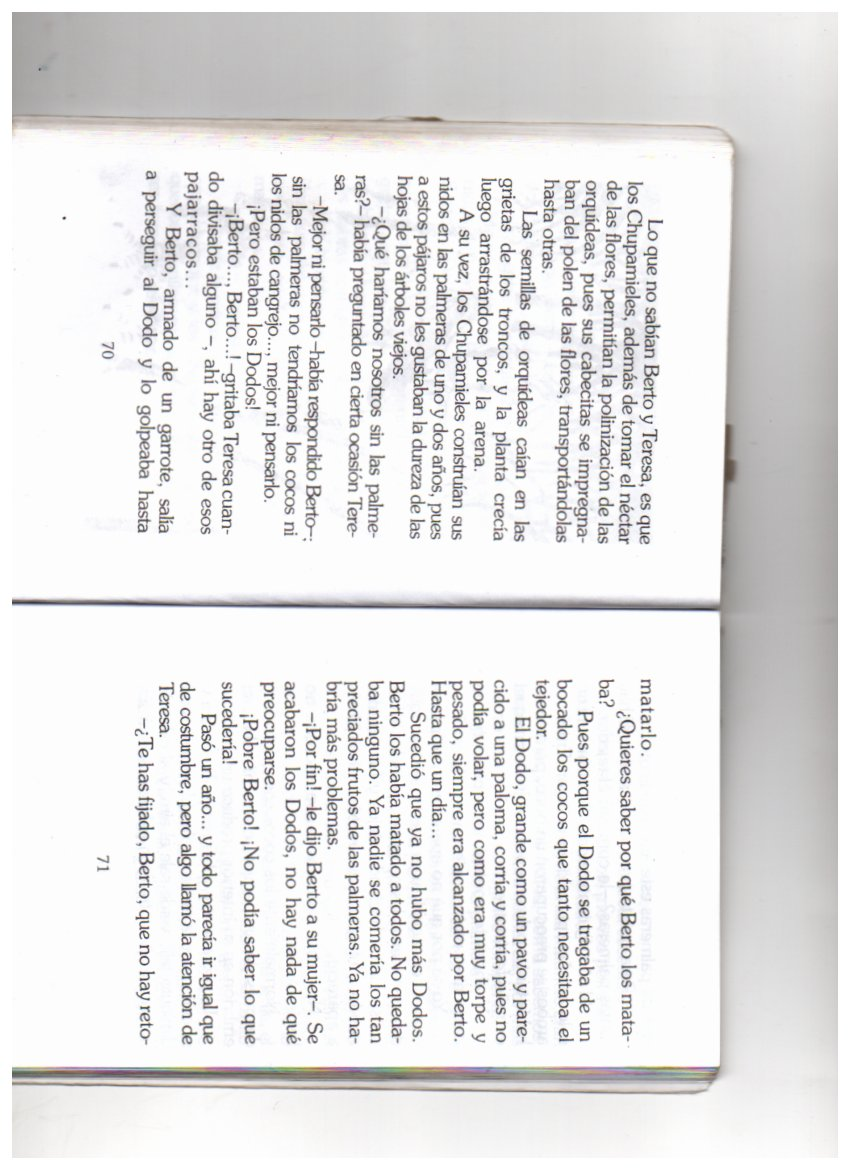 Lo que no sabían Berto y Teresa, es que
los Chupamieles, además de tomar el néctar
de las flores, permitían la polinización de las
orquídeas, pues sus cabecitas se impregna-
ban del polen de las flores, transportándolas
hasta otras.
Las semillas de orquídeas caían en las
grietas de los troncos, y la planta crecía
luego arrastrándose por la arena.
A su vez, los Chupamieles construían sus
nidos en las palmeras de uno y dos años, pues
a estos pájaros no les gustaban la dureza de las
hojas de los árboles viejos.
–¿Qué haríamos nosotros sin las palme-
ras?– había preguntado en cierta ocasión Tere-
sa.
–Mejor ni pensarlo –había respondido Berto–;
sin las palmeras no tendríamos los cocos ni
los nidos de cangrejo..., mejor ni pensarlo.
¡Pero estaban los Dodos!
–¡Berto..., Berto...! –gritaba Teresa cuan-
do divisaba alguno –, ahí hay otro de esos
pajarracos...
Y Berto, armado de un garrote, salía
a perseguir al Dodo y lo golpeaba hasta
70
matarlo.
¿Quieres saber por qué Berto los mata-
ba?
Pues porque el Dodo se tragaba de un
bocado los cocos que tanto necesitaba el
tejedor.
El Dodo, grande como un pavo y pare-
cido a una paloma, corría y corría, pues no
podía volar, pero como era muy torpe y
pesado, siempre era alcanzado por Berto.
Hasta que un día...
Sucedió que ya no hubo más Dodos.
Berto los había matado a todos. No queda-
ba ninguno. Ya nadie se comería los tan
preciados frutos de las palmeras. Ya no ha-
bría más problemas.
–¡Por fin! –le dijo Berto a su mujer–. Se
acabaron los Dodos, no hay nada de qué
preocuparse.
¡Pobre Berto! ¡No podía saber lo que
sucedería!
Pasó un año... y todo parecía ir igual que
de costumbre, pero algo llamó la atención de
Teresa.
–¿Te has fijado, Berto, que no hay reto-
71